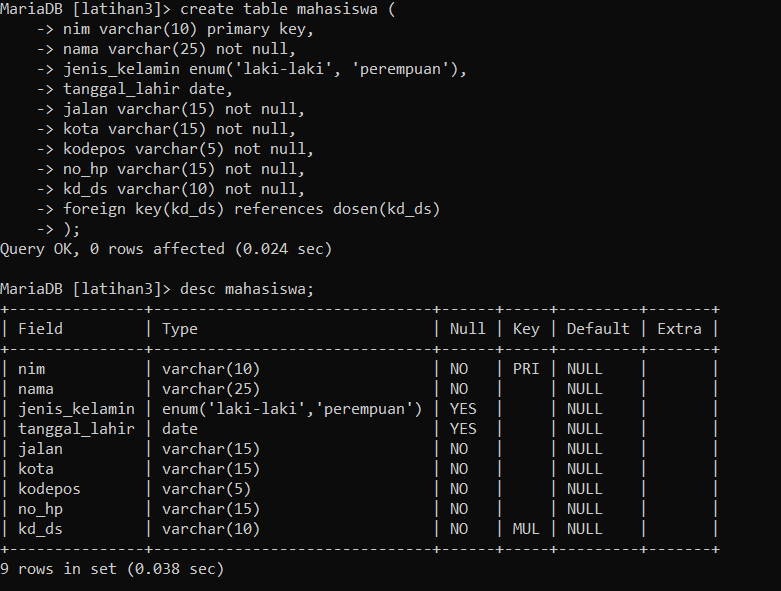 MariaDB [latihan3]> create table mahasiswa (
    -> nim varchar(10) primary key,
    -> nama varchar(25) not null,
    -> jenis_kelamin enum('laki-laki', 'perempuan'),
    -> tanggal_lahir date,
    -> jalan varchar(15) not null,
    -> kota varchar(15) not null,
    -> kodepos varchar(5) not null,
    -> no_hp varchar(15) not null,
    -> kd_ds varchar(10) not null,
    -> foreign key(kd_ds) references dosen(kd_ds)
    -> );
Query OK, 0 rows affected (0.024 sec)

MariaDB [latihan3]> desc mahasiswa;
+---------------+-------------------------------+------+-----+---------+-------+
| Field         | Type                          | Null | Key | Default | Extra |
+---------------+-------------------------------+------+-----+---------+-------+
| nim           | varchar(10)                   | NO   | PRI | NULL    |       |
| nama          | varchar(25)                   | NO   |     | NULL    |       |
| jenis_kelamin | enum('laki-laki','perempuan') | YES  |     | NULL    |       |
| tanggal_lahir | date                          | YES  |     | NULL    |       |
| jalan         | varchar(15)                   | NO   |     | NULL    |       |
| kota          | varchar(15)                   | NO   |     | NULL    |       |
| kodepos       | varchar(5)                    | NO   |     | NULL    |       |
| no_hp         | varchar(15)                   | NO   |     | NULL    |       |
| kd_ds         | varchar(10)                   | NO   | MUL | NULL    |       |
+---------------+-------------------------------+------+-----+---------+-------+
9 rows in set (0.038 sec)